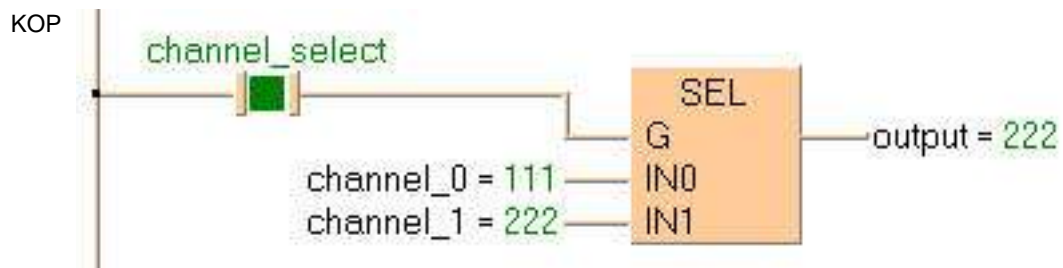 KOP
channel_select
SEL
G
output = 222
channel_0 = 111
IN0
channel_1 = 222
IN1